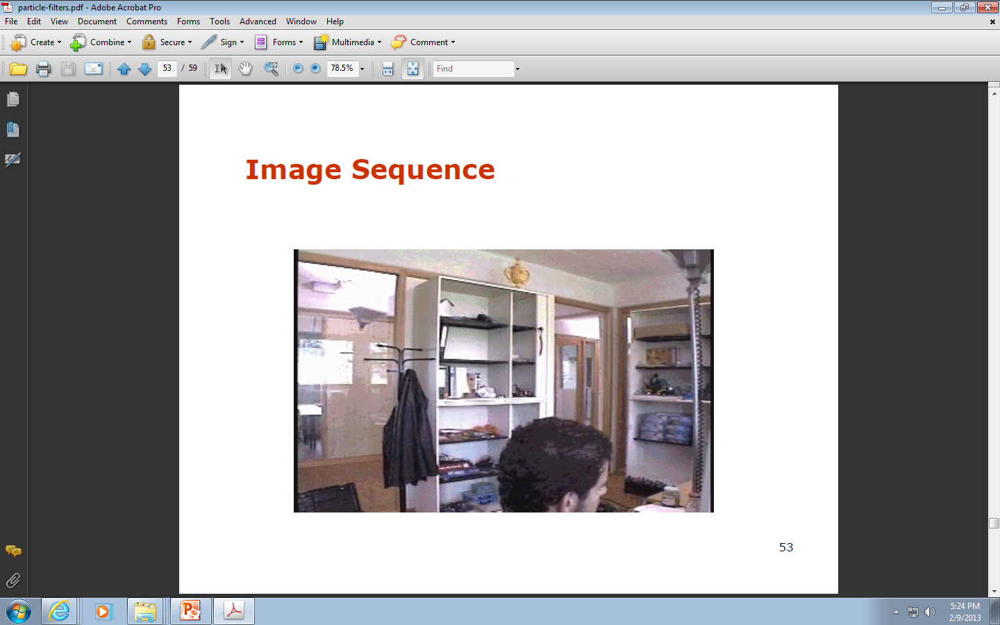 particle-filters.pdf - Adobe Acrobat Pro
File Edit View Document Comments Forms Tools Advanced Window Help
Create Combine Secure Sign Forms Multimedia Comment
53 / 59 78.5% Find
Image Sequence
53
5:24 PM
2/9/2013